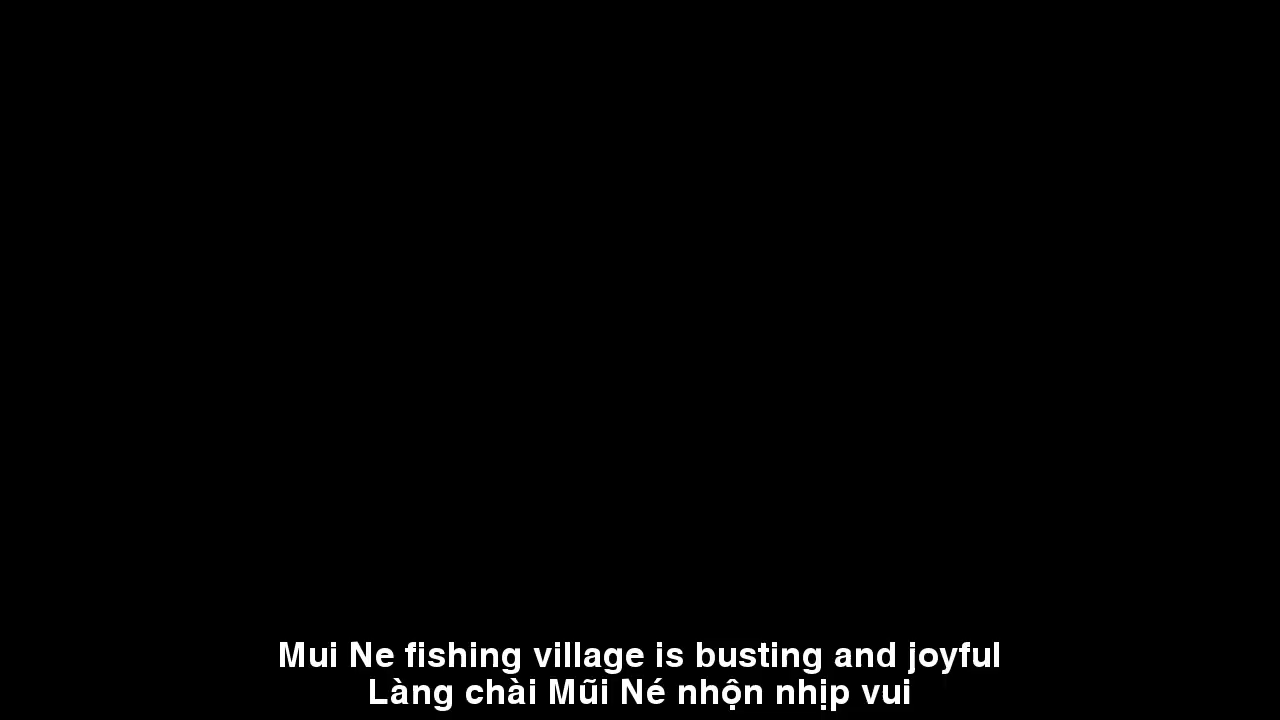 Mui Ne fishing village is busting and joyful
Làng chài Mũi Né nhộn nhịp vui